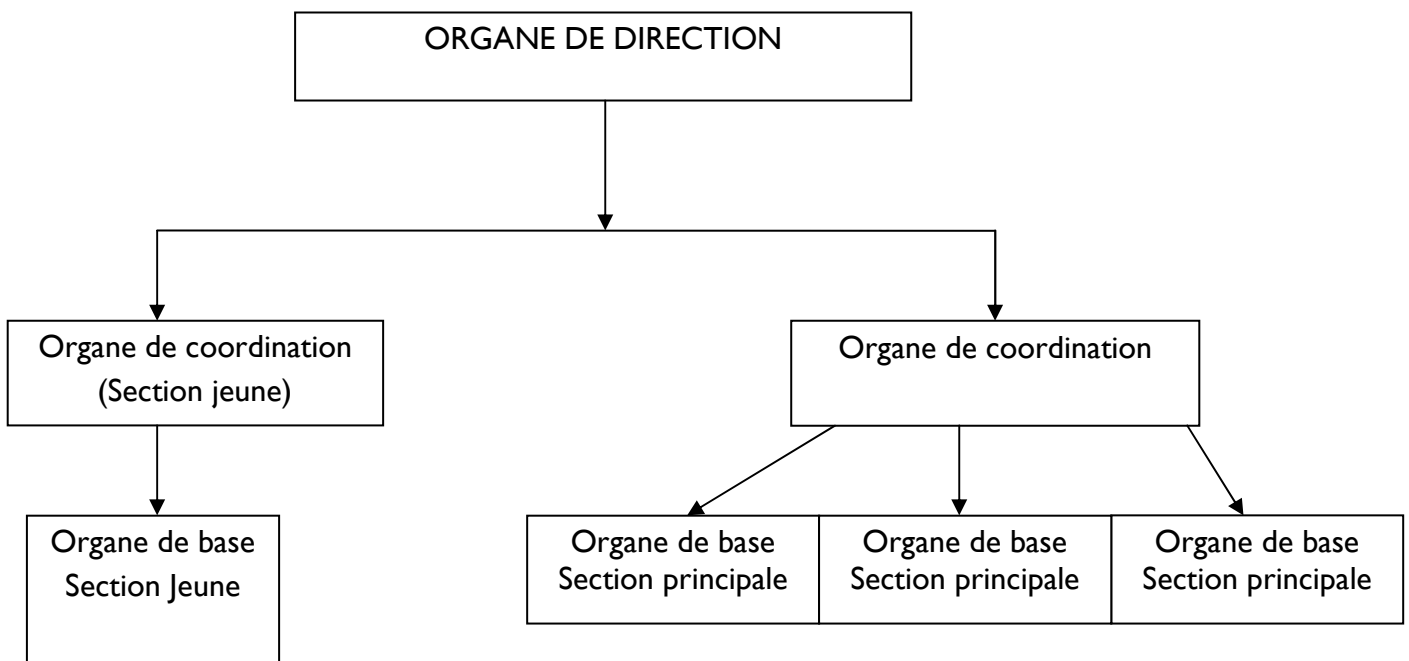 ORGANE DE DIRECTION
Organe de coordination
(Section jeune)
Organe de coordination
Organe de base
Section Jeune
Organe de base
Section principale
Organe de base
Section principale
Organe de base
Section principale